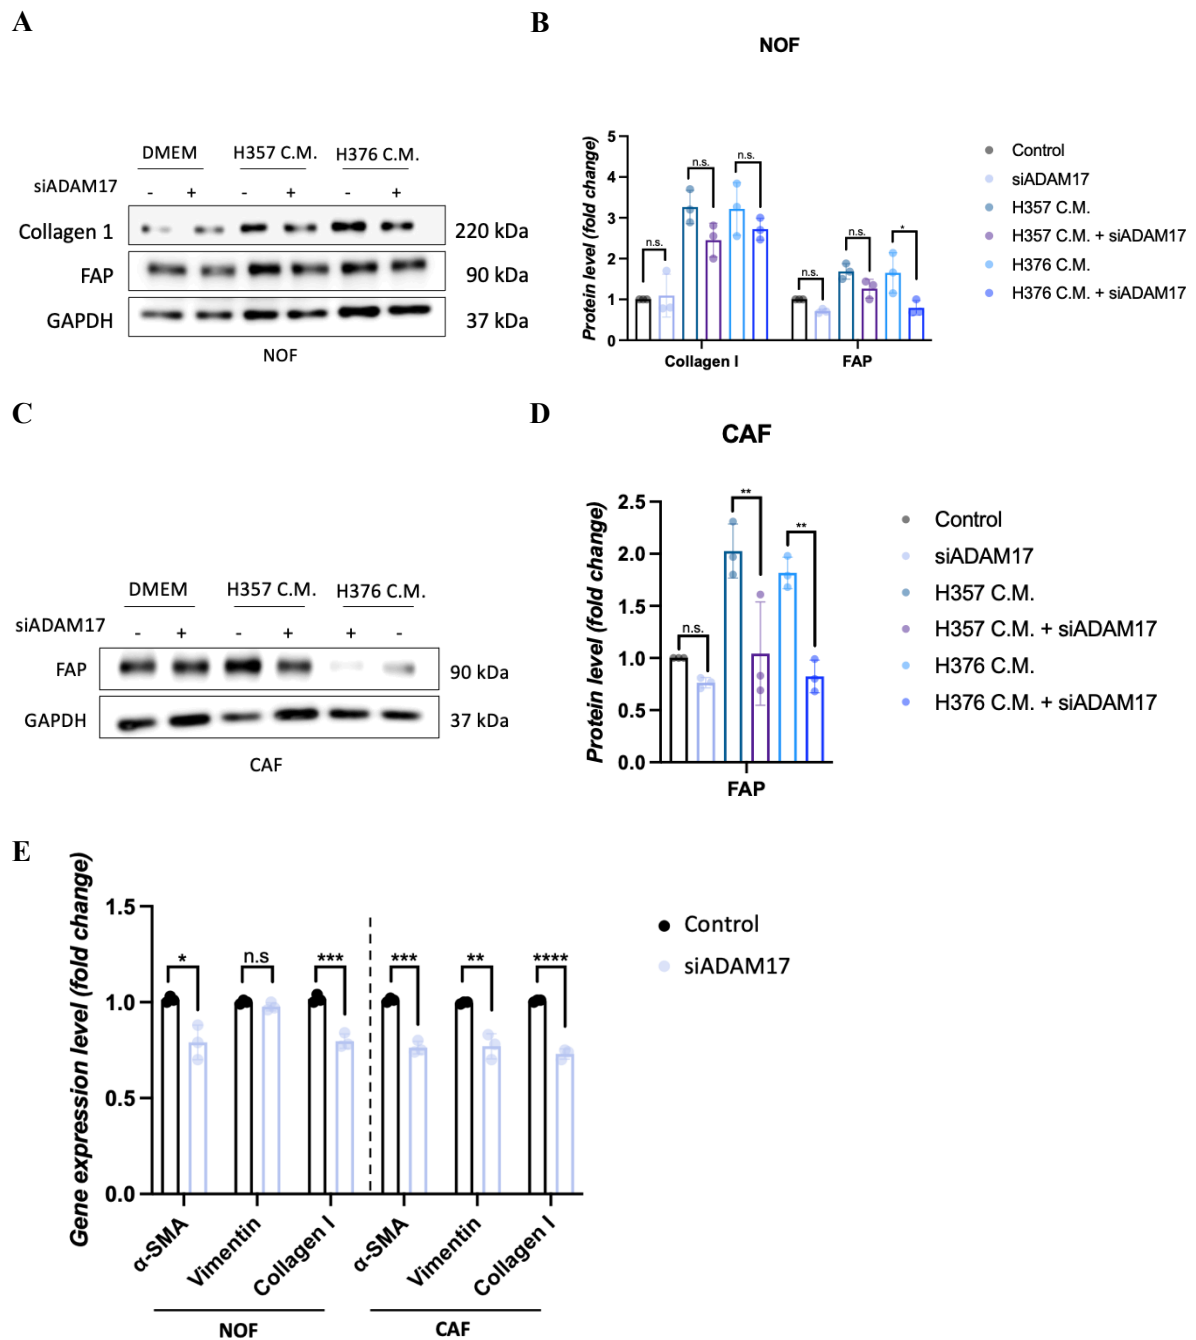 A
DMEM H357 C.M. H376 C.M.
siADAM17 - + - + - +
Collagen 1 220 kDa
FAP 90 kDa
GAPDH 37 kDa
NOF
B
NOF
Protein level (fold change)
5
4
3
2
1
0
n.s. n.s. n.s. n.s. n.s. *
Collagen I FAP
Control
siADAM17
H357 C.M.
H357 C.M. + siADAM17
H376 C.M.
H376 C.M. + siADAM17
C
DMEM H357 C.M. H376 C.M.
siADAM17 - + - + + -
FAP 90 kDa
GAPDH 37 kDa
CAF
D
CAF
Protein level (fold change)
2.5
2.0
1.5
1.0
0.5
0.0
n.s. ** **
FAP
Control
siADAM17
H357 C.M.
H357 C.M. + siADAM17
H376 C.M.
H376 C.M. + siADAM17
E
Gene expression level (fold change)
1.5
1.0
0.5
0.0
* n.s *** *** ** ****
α-SMA Vimentin Collagen I α-SMA Vimentin Collagen I
NOF CAF
Control
siADAM17